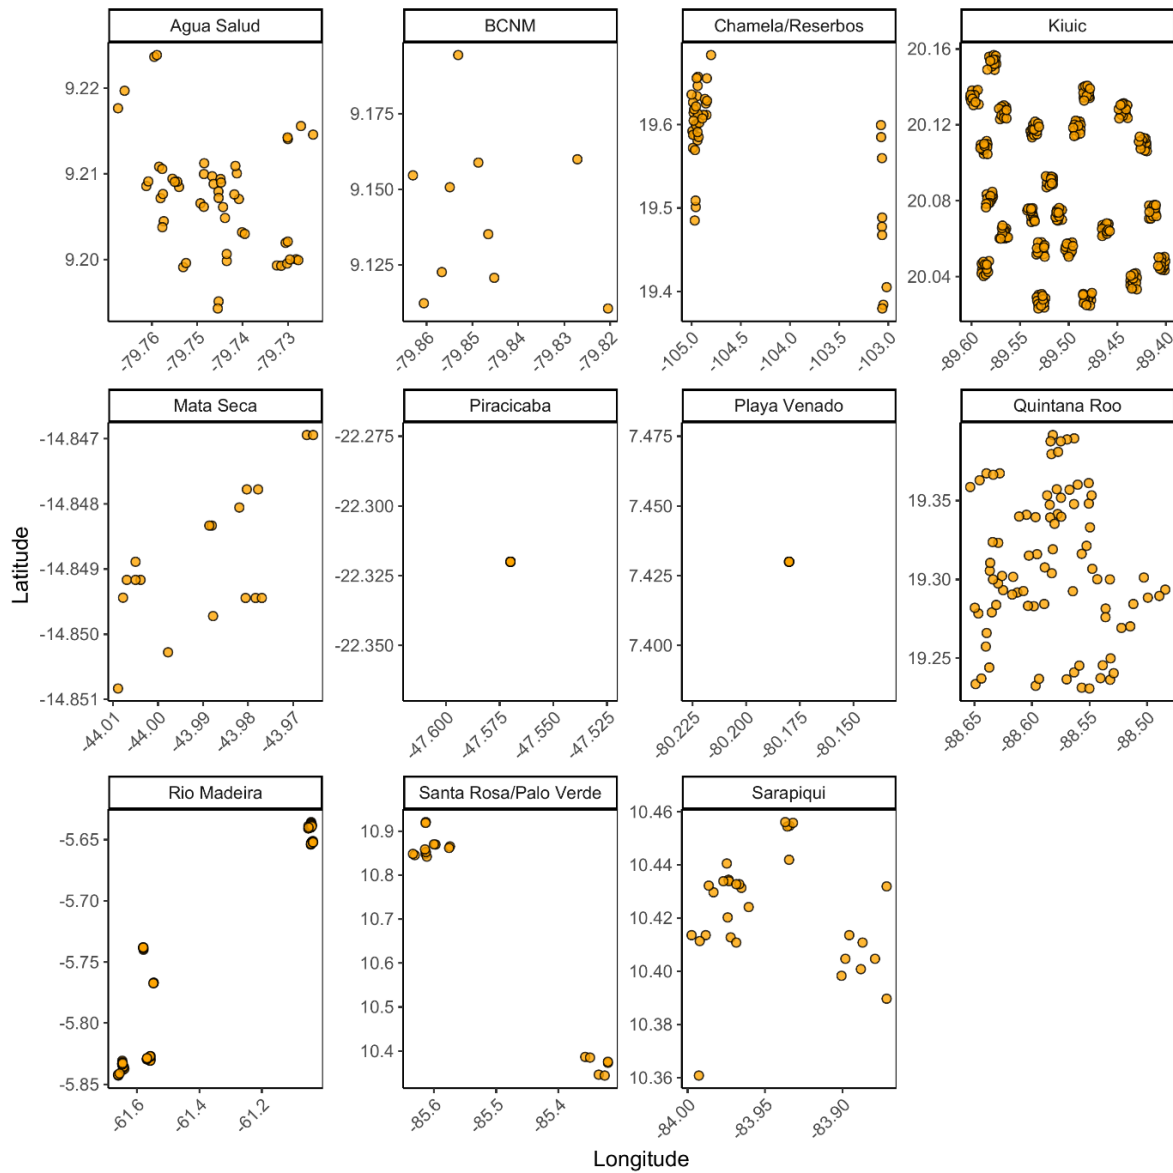 Agua Salud
BCNM
Chamela/Reserbos
Kiuic
9.22
9.21
9.20
9.175
9.150
9.125
19.6
19.5
19.4
20.16
20.12
20.08
20.04
-79.76 -79.75 -79.74 -79.73
-79.86 -79.85 -79.84 -79.83 -79.82
-105.0 -104.5 -104.0 -103.5 -103.0
-89.60 -89.55 -89.50 -89.45 -89.40
Mata Seca
Piracicaba
Playa Venado
Quintana Roo
-14.847
-14.848
-14.849
-14.850
-14.851
-22.275
-22.300
-22.325
-22.350
7.475
7.450
7.425
7.400
19.35
19.30
19.25
-44.01 -44.00 -43.99 -43.98 -43.97
-47.600 -47.575 -47.550 -47.525
-80.225 -80.200 -80.175 -80.150
-88.65 -88.60 -88.55 -88.50
Rio Madeira
Santa Rosa/Palo Verde
Sarapiqui
-5.65
-5.70
-5.75
-5.80
-5.85
10.9
10.8
10.7
10.6
10.5
10.4
10.46
10.44
10.42
10.40
10.38
10.36
-61.6 -61.4 -61.2
-85.6 -85.5 -85.4
-84.00 -83.95 -83.90
Latitude
Longitude